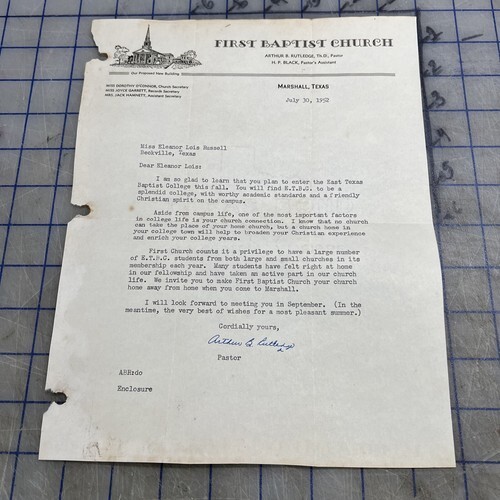 FIRST BAPTIST CHURCH
ARTHUR B. RUTLEDGE, Th.D., Pastor
H. P. BLACK, Pastor's Assistant
Our Proposed New Building
MISS DOROTHY O'CONNOR, Church Secretary
MISS JOYCE GARRETT, Records Secretary
MRS. JACK HAMNETT, Assistant Secretary
MARSHALL, TEXAS
July 30, 1952
Miss Eleanor Lois Russell
Beckville, Texas
Dear Eleanor Lois:
I am so glad to learn that you plan to enter the East Texas
Baptist College this fall. You will find E.T.B.C. to be a
splendid college, with worthy academic standards and a friendly
Christian spirit on the campus.
Aside from campus life, one of the most important factors
in college life is your church connection. I know that no church
can take the place of your home church, but a church home in
your college town will help to broaden your Christian experience
and enrich your college years.
First Church counts it a privilege to have a large number
of E.T.B.C. students from both large and small churches in its
membership each year. Many students have felt right at home
in our fellowship and have taken an active part in our church
life. We invite you to make First Baptist Church your church
home away from home when you come to Marshall.
I will look forward to meeting you in September. (In the
meantime, the very best of wishes for a most pleasant summer.)
Cordially yours,
Arthur B. Rutledge
Pastor
ABR:do
Enclosure